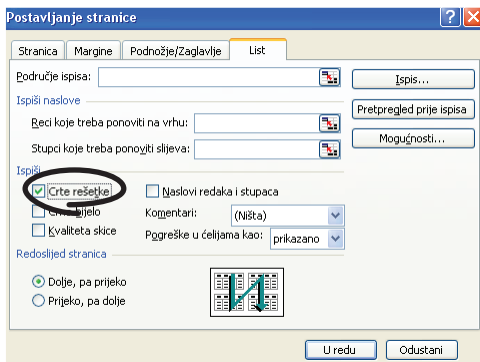 Postavljanje stranice
Stranica Margine Podnožje/Zaglavlje List
Područje ispisa:
Ispis...
Ispiši naslove
Pretpregled prije ispisa
Reci koje treba ponoviti na vrhu:
Mogućnosti...
Stupci koje treba ponoviti slijeva:
Ispiši
Crte rešetke Naslovi redaka i stupaca
Crno-bijelo Komentari: (Ništa)
Kvaliteta skice Pogreške u ćelijama kao: prikazano
Redoslijed stranica
Dolje, pa prijeko
Prijeko, pa dolje
U redu Odustani